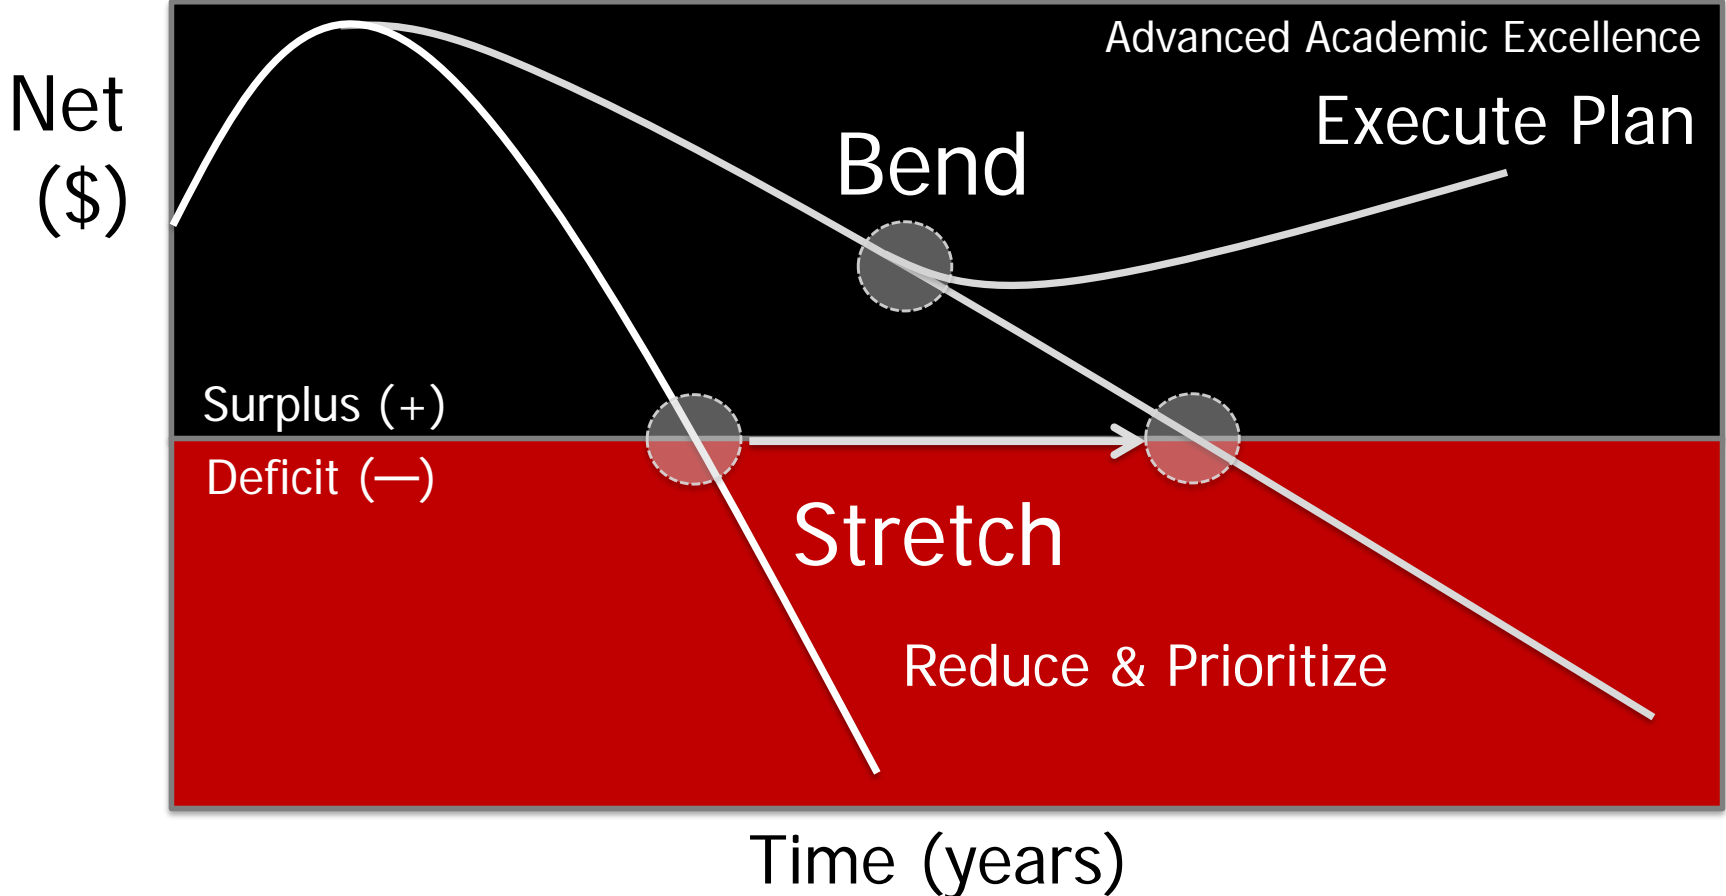 Advanced Academic Excellence
Net
($)
Execute Plan
Bend
Surplus (+)
Deficit (—)
Stretch
Reduce & Prioritize
Time (years)